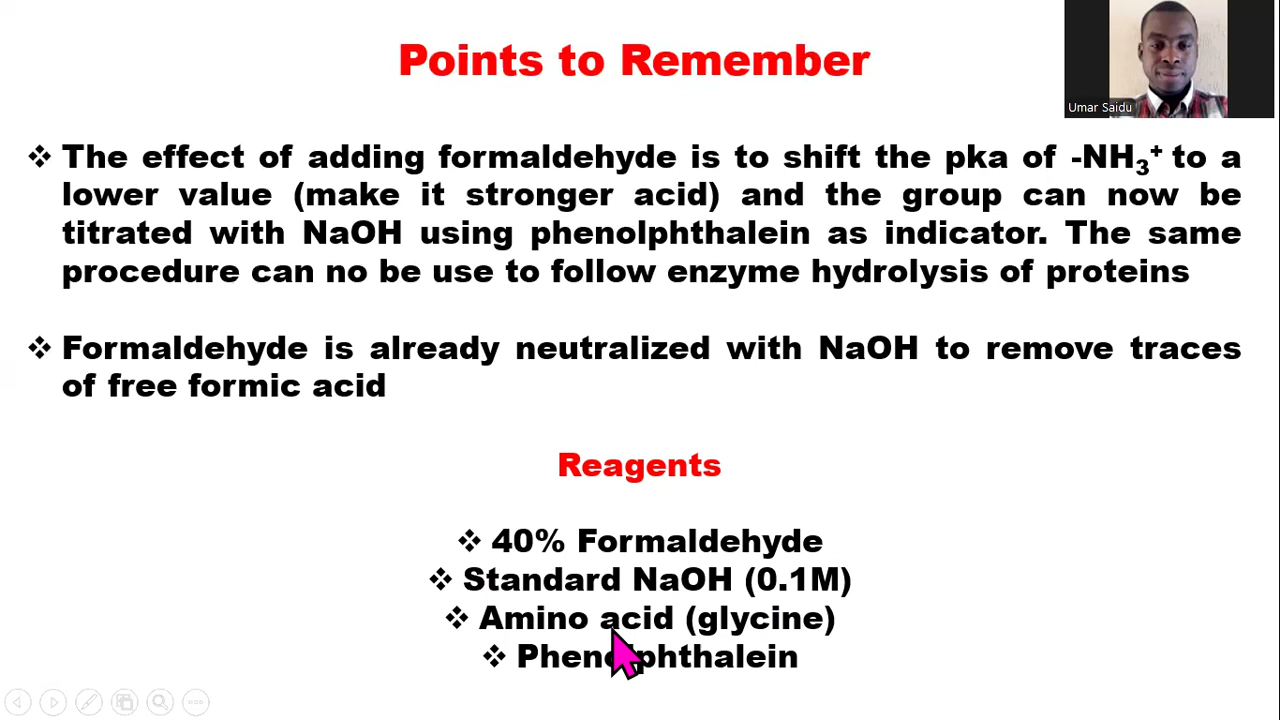 Points to Remember
Umar Saidu
❖ The effect of adding formaldehyde is to shift the pka of -NH₃⁺ to a
lower value (make it stronger acid) and the group can now be
titrated with NaOH using phenolphthalein as indicator. The same
procedure can no be use to follow enzyme hydrolysis of proteins
❖ Formaldehyde is already neutralized with NaOH to remove traces
of free formic acid
Reagents
❖ 40% Formaldehyde
❖ Standard NaOH (0.1M)
❖ Amino acid (glycine)
❖ Phenolphthalein